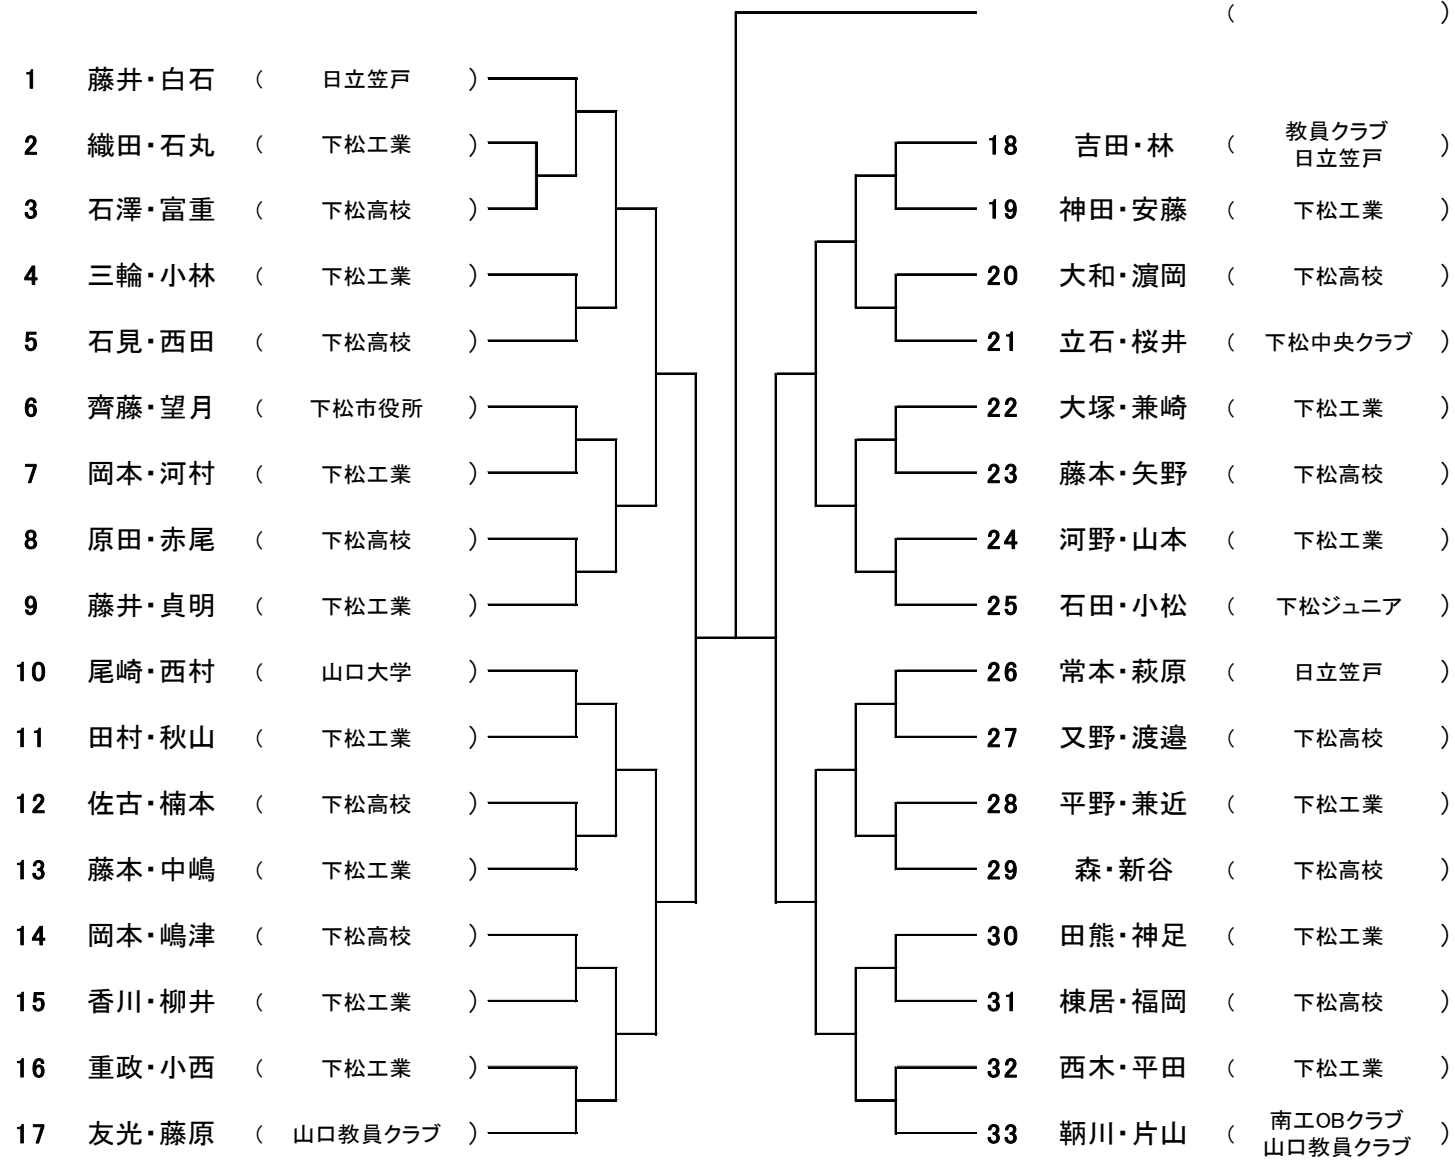 ( )
1 藤井・白石 ( 日立笠戸 )
2 織田・石丸 ( 下松工業 )
3 石澤・富重 ( 下松高校 )
4 三輪・小林 ( 下松工業 )
5 石見・西田 ( 下松高校 )
6 齊藤・望月 ( 下松市役所 )
7 岡本・河村 ( 下松工業 )
8 原田・赤尾 ( 下松高校 )
9 藤井・貞明 ( 下松工業 )
10 尾崎・西村 ( 山口大学 )
11 田村・秋山 ( 下松工業 )
12 佐古・楠本 ( 下松高校 )
13 藤本・中嶋 ( 下松工業 )
14 岡本・嶋津 ( 下松高校 )
15 香川・柳井 ( 下松工業 )
16 重政・小西 ( 下松工業 )
17 友光・藤原 ( 山口教員クラブ )
18 吉田・林 ( 教員クラブ
日立笠戸 )
19 神田・安藤 ( 下松工業 )
20 大和・濵岡 ( 下松高校 )
21 立石・桜井 ( 下松中央クラブ )
22 大塚・兼崎 ( 下松工業 )
23 藤本・矢野 ( 下松高校 )
24 河野・山本 ( 下松工業 )
25 石田・小松 ( 下松ジュニア )
26 常本・萩原 ( 日立笠戸 )
27 又野・渡邉 ( 下松高校 )
28 平野・兼近 ( 下松工業 )
29 森・新谷 ( 下松高校 )
30 田熊・神足 ( 下松工業 )
31 棟居・福岡 ( 下松高校 )
32 西木・平田 ( 下松工業 )
33 鞆川・片山 ( 南工OBクラブ
山口教員クラブ )